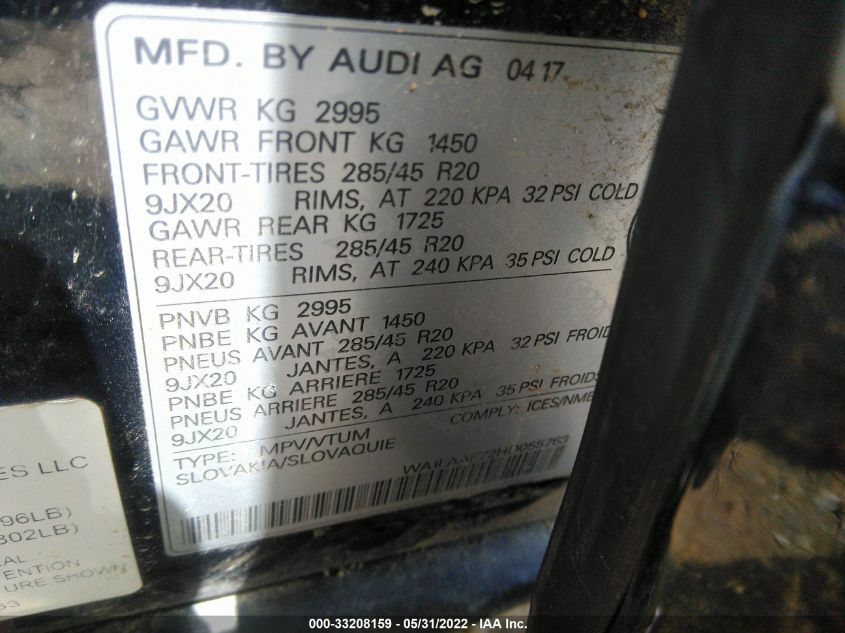 MFD. BY AUDI AG 04 17
GVWR KG 2995
GAWR FRONT KG 1450
FRONT-TIRES 285/45 R20
9JX20 RIMS, AT 220 KPA 32 PSI COLD
GAWR REAR KG 1725
REAR-TIRES 285/45 R20
9JX20 RIMS, AT 240 KPA 35 PSI COLD
PNVB KG 2995
PNBE KG AVANT 1450
PNEUS AVANT 285/45 R20
9JX20 JANTES, A 220 KPA 32 PSI FROID
PNBE KG ARRIERE 1725
PNEUS ARRIERE 285/45 R20
9JX20 JANTES, A 240 KPA 35 PSI FROIDS
COMPLY: ICES/NMB
TYPE: MPV/VTUM
SLOVAKIA/SLOVAQUIE
ES LLC
96LB)
802LB)
TENTION
URE SHOWN
000-33208159 - 05/31/2022 - IAA Inc.